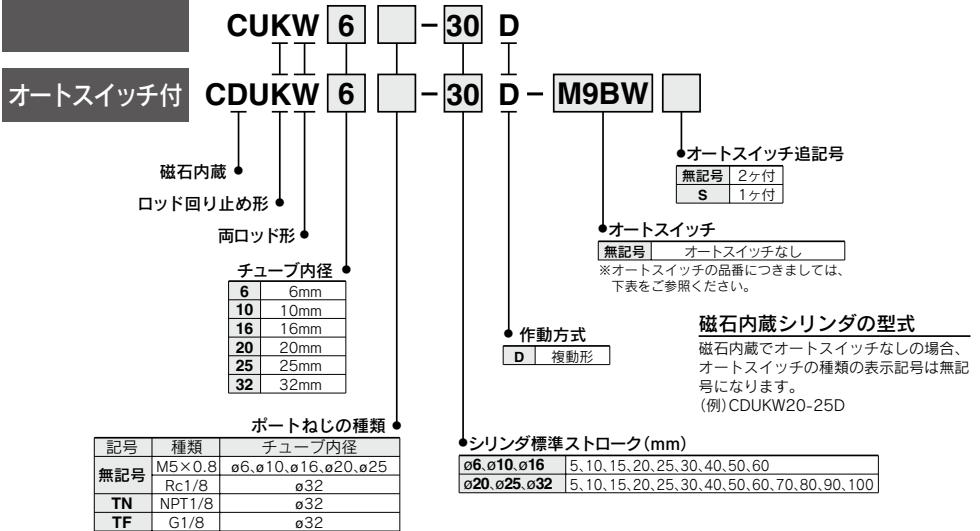 CUKW 6 - 30 D
オートスイッチ付 CDUKW 6 - 30 D - M9BW
磁石内蔵
ロッド回り止め形
両ロッド形
チューブ内径
6 6mm
10 10mm
16 16mm
20 20mm
25 25mm
32 32mm
ポートねじの種類
記号 種類 チューブ内径
無記号 M5×0.8 ø6、ø10、ø16、ø20、ø25
Rc1/8 ø32
TN NPT1/8 ø32
TF G1/8 ø32
オートスイッチ追記号
無記号 2ヶ付
S 1ヶ付
オートスイッチ
無記号 オートスイッチなし
※オートスイッチの品番につきましては、
下表をご参照ください。
作動方式
D 複動形
磁石内蔵シリンダの型式
磁石内蔵でオートスイッチなしの場合、
オートスイッチの種類の表示記号は無記
号になります。
(例)CDUKW20-25D
シリンダ標準ストローク(mm)
ø6、ø10、ø16 5、10、15、20、25、30、40、50、60
ø20、ø25、ø32 5、10、15、20、25、30、40、50、60、70、80、90、100